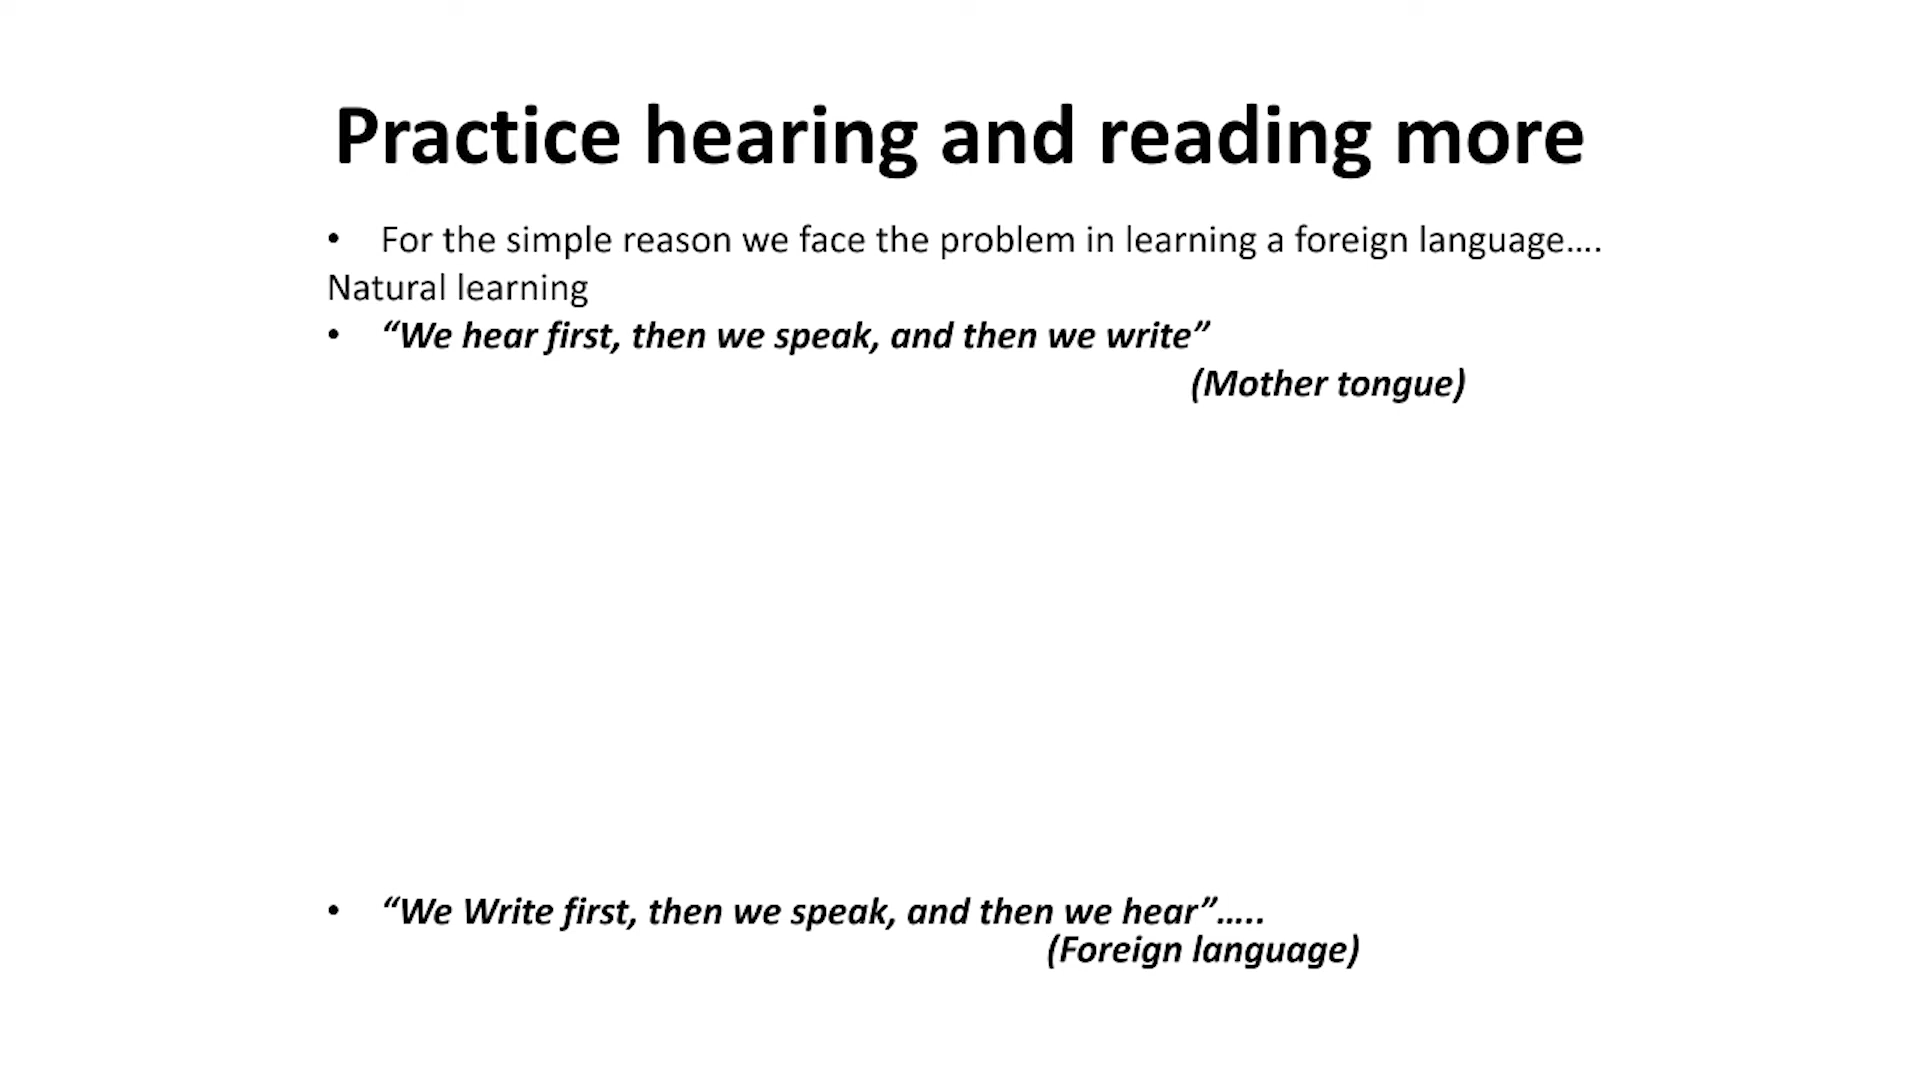 Practice hearing and reading more
• For the simple reason we face the problem in learning a foreign language….
Natural learning
• “We hear first, then we speak, and then we write”
(Mother tongue)
• “We Write first, then we speak, and then we hear”…..
(Foreign language)